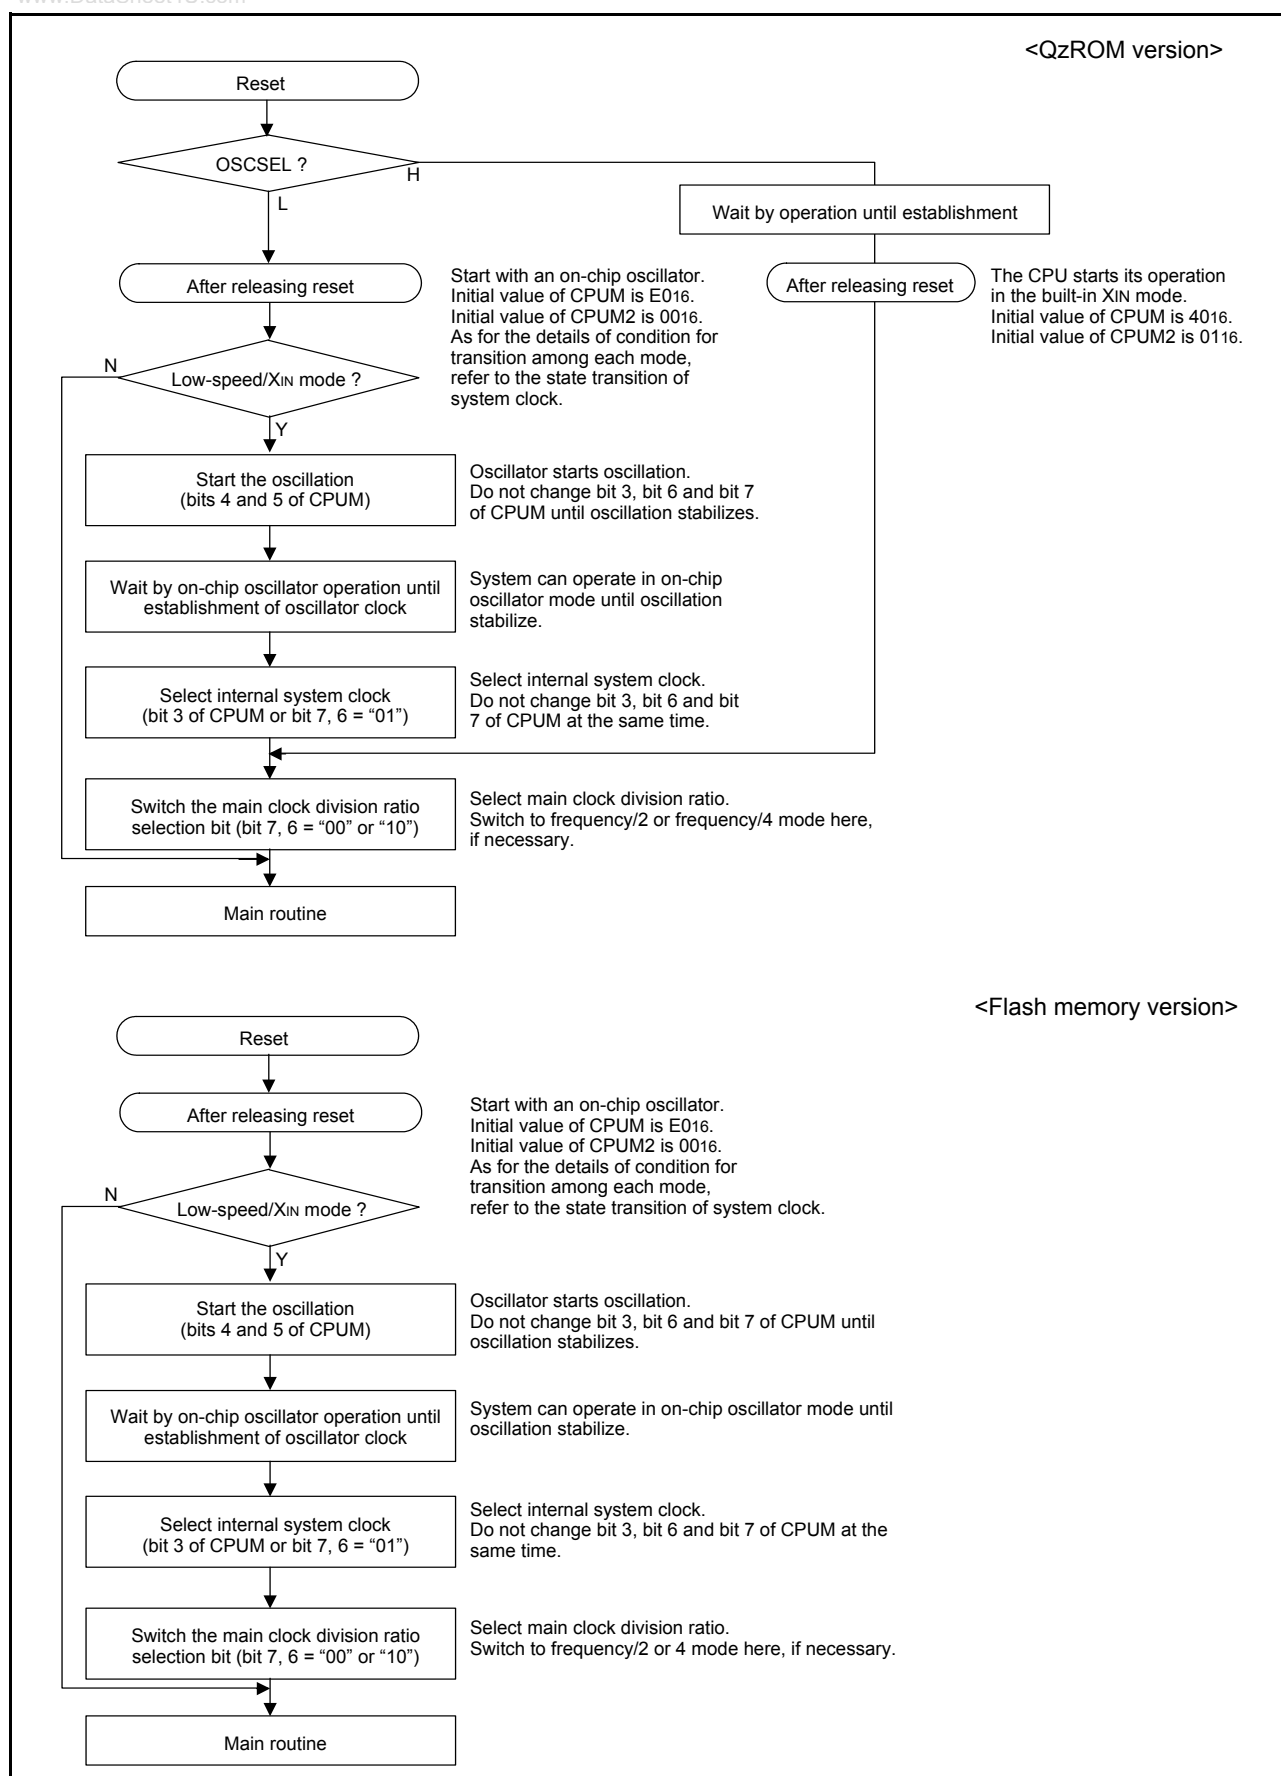 <QzROM version>
Reset
OSCSEL ?
H
L
Wait by operation until establishment
After releasing reset
Start with an on-chip oscillator.
Initial value of CPUM is E016.
Initial value of CPUM2 is 0016.
As for the details of condition for
transition among each mode,
refer to the state transition of
system clock.
After releasing reset
The CPU starts its operation
in the built-in XIN mode.
Initial value of CPUM is 4016.
Initial value of CPUM2 is 0116.
N
Low-speed/XIN mode ?
Y
Start the oscillation
(bits 4 and 5 of CPUM)
Oscillator starts oscillation.
Do not change bit 3, bit 6 and bit 7
of CPUM until oscillation stabilizes.
Wait by on-chip oscillator operation until
establishment of oscillator clock
System can operate in on-chip
oscillator mode until oscillation
stabilize.
Select internal system clock
(bit 3 of CPUM or bit 7, 6 = “01”)
Select internal system clock.
Do not change bit 3, bit 6 and bit
7 of CPUM at the same time.
Switch the main clock division ratio
selection bit (bit 7, 6 = “00” or “10”)
Select main clock division ratio.
Switch to frequency/2 or frequency/4 mode here,
if necessary.
Main routine
<Flash memory version>
Reset
After releasing reset
Start with an on-chip oscillator.
Initial value of CPUM is E016.
Initial value of CPUM2 is 0016.
As for the details of condition for
transition among each mode,
refer to the state transition of system clock.
N
Low-speed/XIN mode ?
Y
Start the oscillation
(bits 4 and 5 of CPUM)
Oscillator starts oscillation.
Do not change bit 3, bit 6 and bit 7 of CPUM until
oscillation stabilizes.
Wait by on-chip oscillator operation until
establishment of oscillator clock
System can operate in on-chip oscillator mode until
oscillation stabilize.
Select internal system clock
(bit 3 of CPUM or bit 7, 6 = “01”)
Select internal system clock.
Do not change bit 3, bit 6 and bit 7 of CPUM at the
same time.
Switch the main clock division ratio
selection bit (bit 7, 6 = “00” or “10”)
Select main clock division ratio.
Switch to frequency/2 or 4 mode here, if necessary.
Main routine